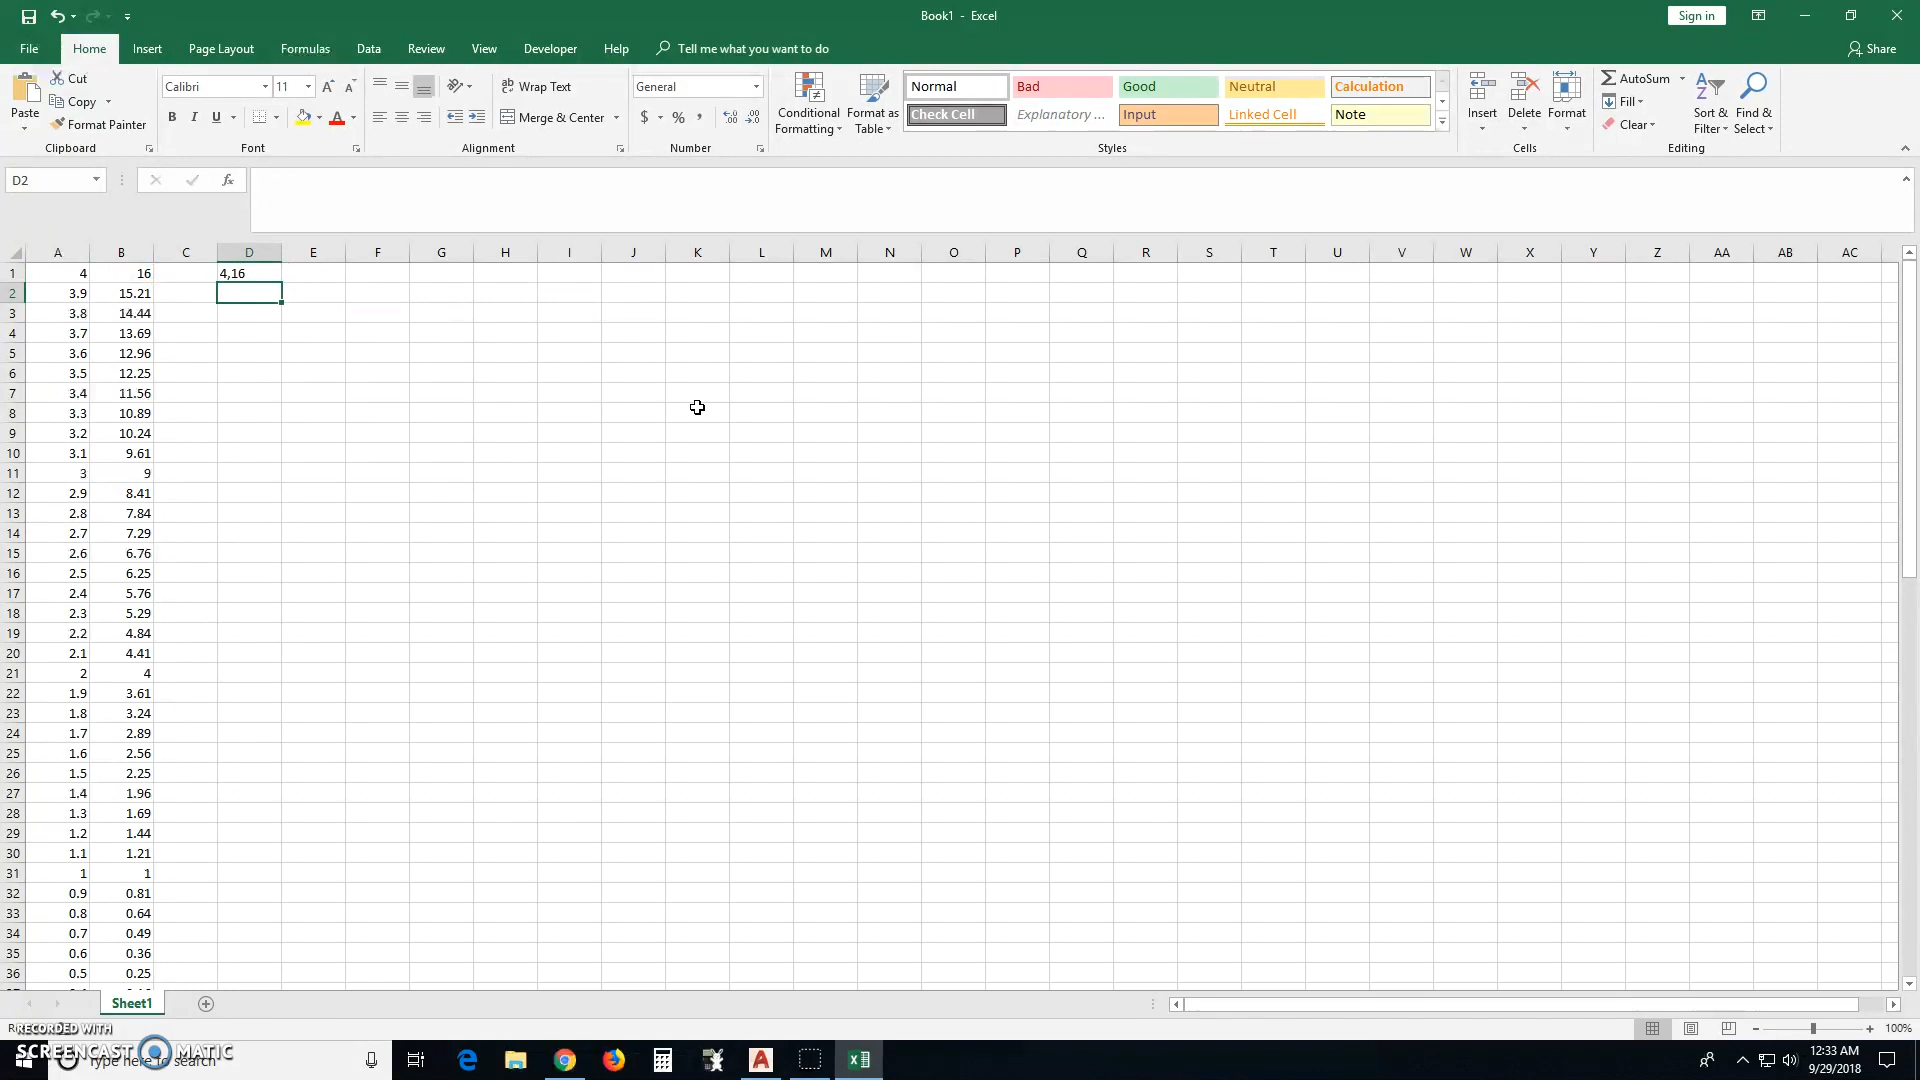 Book1 - Excel
Sign in
File Home Insert Page Layout Formulas Data Review View Developer Help Tell me what you want to do Share
Paste
Cut
Copy
Format Painter
Clipboard
Calibri 11
B I U
Font
Wrap Text
Merge & Center
Alignment
General
$ % ,
Number
Conditional Formatting
Format as Table
Normal Bad Good Neutral Calculation
Check Cell Explanatory ... Input Linked Cell Note
Styles
Insert Delete Format
Cells
AutoSum
Fill
Clear
Sort & Filter
Find & Select
Editing
D2 fx
A B C D E F G H I J K L M N O P Q R S T U V W X Y Z AA AB AC
1 4 16 4,16
2 3.9 15.21
3 3.8 14.44
4 3.7 13.69
5 3.6 12.96
6 3.5 12.25
7 3.4 11.56
8 3.3 10.89
9 3.2 10.24
10 3.1 9.61
11 3 9
12 2.9 8.41
13 2.8 7.84
14 2.7 7.29
15 2.6 6.76
16 2.5 6.25
17 2.4 5.76
18 2.3 5.29
19 2.2 4.84
20 2.1 4.41
21 2 4
22 1.9 3.61
23 1.8 3.24
24 1.7 2.89
25 1.6 2.56
26 1.5 2.25
27 1.4 1.96
28 1.3 1.69
29 1.2 1.44
30 1.1 1.21
31 1 1
32 0.9 0.81
33 0.8 0.64
34 0.7 0.49
35 0.6 0.36
36 0.5 0.25
Sheet1
100%
RECORDED WITH
SCREENCAST MATIC
Type here to search
12:33 AM
9/29/2018